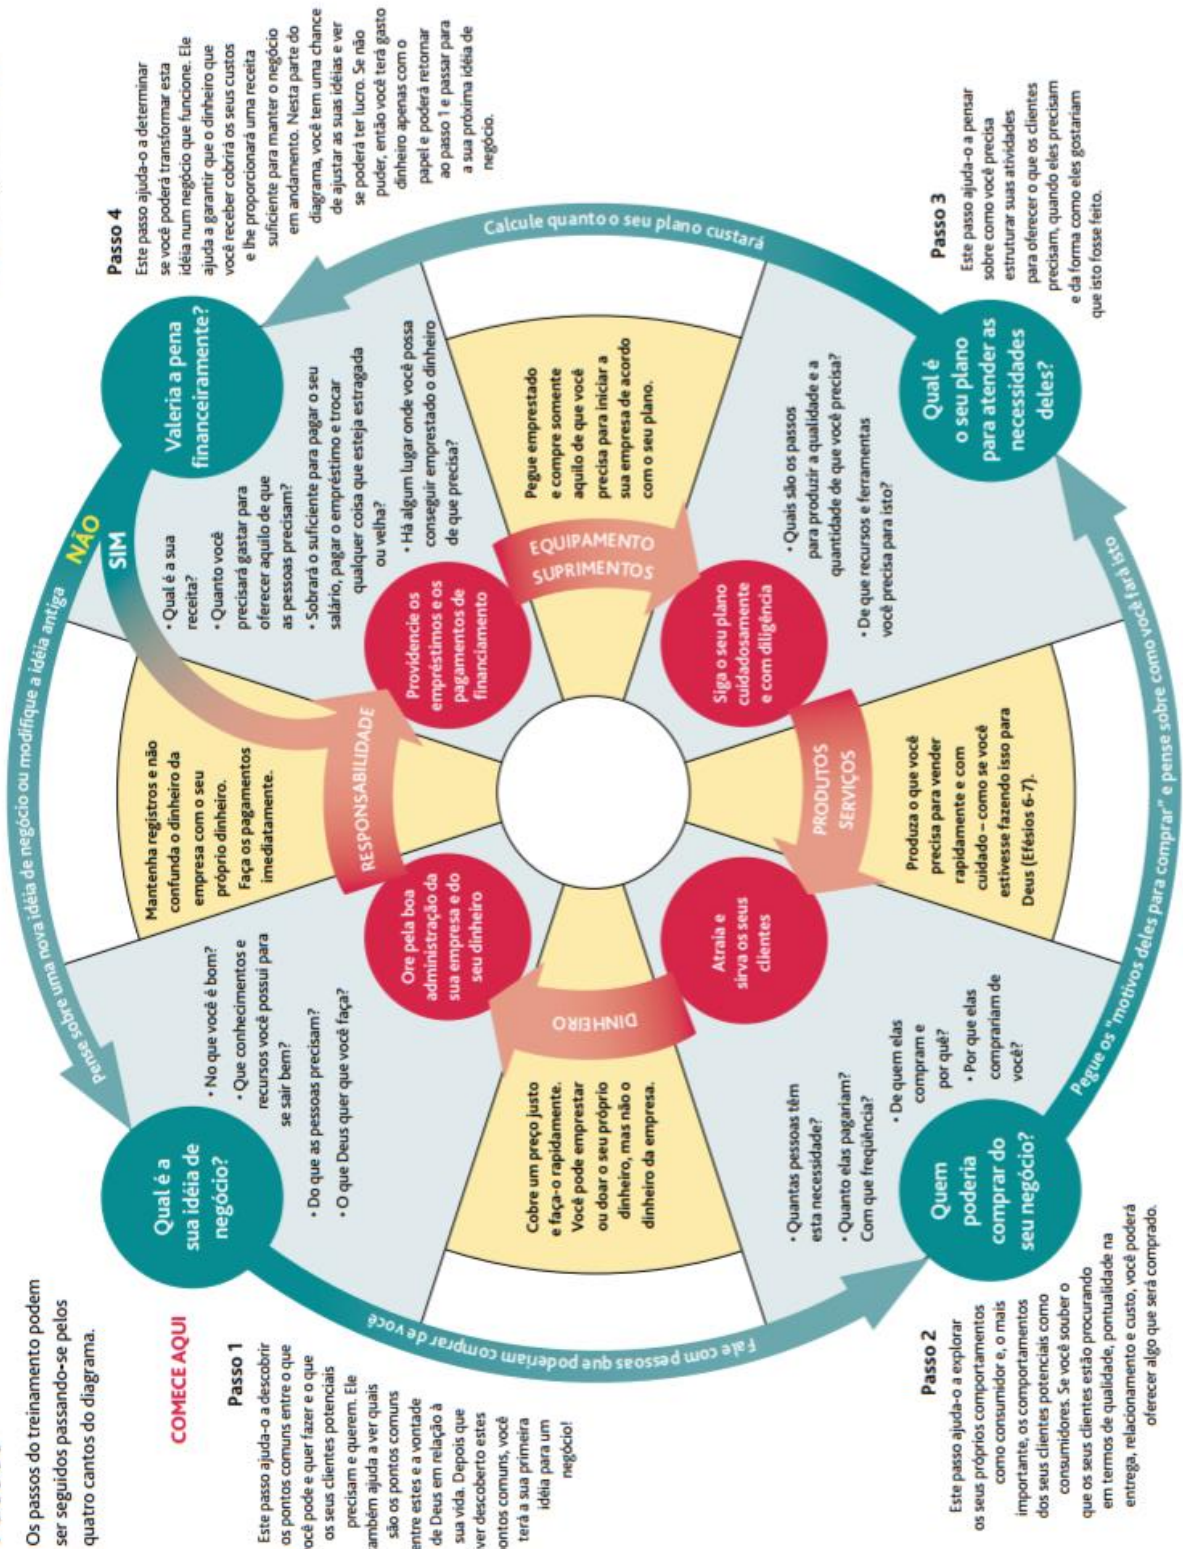 Os passos do treinamento podem
ser seguidos passando-se pelos
quatro cantos do diagrama.
COMECE AQUI
Passo 1
Este passo ajuda-o a descobrir
os pontos comuns entre o que
ocê pode e quer fazer e o que
os seus clientes potenciais
precisam e querem. Ele
ambém ajuda a ver quais
são os pontos comuns
entre estes e a vontade
de Deus em relação à
sua vida. Depois que
ver descoberto estes
ontos comuns, você
terá a sua primeira
idéia para um
negócio!
Qual é a
sua idéia de
negócio?
• No que você é bom?
• Que conhecimentos e
recursos você possui para
se sair bem?
• Do que as pessoas precisam?
• O que Deus quer que você faça?
Fale com pessoas que poderiam comprar de você
Passo 2
Este passo ajuda-o a explorar
os seus próprios comportamentos
como consumidor e, o mais
importante, os comportamentos
dos seus clientes potenciais como
consumidores. Se você souber o
que os seus clientes estão procurando
em termos de qualidade, pontualidade na
entrega, relacionamento e custo, você poderá
oferecer algo que será comprado.
Quem
poderia
comprar do
seu negócio?
• Quantas pessoas têm
esta necessidade?
• Quanto elas pagariam?
Com que freqüência?
• De quem elas
compram e
por quê?
• Por que elas
comprariam de
você?
Pegue os "motivos deles para comprar" e pense sobre como você fará isto
Passo 3
Este passo ajuda-o a pensar
sobre como você precisa
estruturar suas atividades
para oferecer o que os clientes
precisam, quando eles precisam
e da forma como eles gostariam
que isto fosse feito.
Qual é
o seu plano
para atender as
necessidades
deles?
• Quais são os passos
para produzir a qualidade e a
quantidade de que você precisa?
• De que recursos e ferramentas
você precisa para isto?
Calcule quanto o seu plano custará
Passo 4
Este passo ajuda-o a determinar
se você poderá transformar esta
idéia num negócio que funcione. Ele
ajuda a garantir que o dinheiro que
você receber cobrirá os seus custos
e lhe proporcionará uma receita
suficiente para manter o negócio
em andamento. Nesta parte do
diagrama, você tem uma chance
de ajustar as suas idéias e ver
se poderá ter lucro. Se não
puder, então você terá gasto
dinheiro apenas com o
papel e poderá retornar
ao passo 1 e passar para
a sua próxima idéia de
negócio.
Valeria a pena
financeiramente?
• Qual é a sua
receita?
• Quanto você
precisará gastar para
oferecer aquilo de que
as pessoas precisam?
• Sobrará o suficiente para pagar o seu
salário, pagar o empréstimo e trocar
qualquer coisa que esteja estragada
ou velha?
• Há algum lugar onde você possa
conseguir emprestado o dinheiro
de que precisa?
NÃO
SIM
Pense sobre uma nova idéia de negócio ou modifique a idéia antiga
Mantenha registros e não
confunda o dinheiro da
empresa com o seu
próprio dinheiro.
Faça os pagamentos
imediatamente.
RESPONSABILIDADE
Providencie os
empréstimos e os
pagamentos de
financiamento
Pegue emprestado
e compre somente
aquilo de que você
precisa para iniciar a
sua empresa de acordo
com o seu plano.
EQUIPAMENTO
SUPRIMENTOS
Siga o seu plano
cuidadosamente
e com diligência
Produza o que você
precisa para vender
rapidamente e com
cuidado – como se você
estivesse fazendo isso para
Deus (Efésios 6-7).
PRODUTOS
SERVIÇOS
Atraia e
sirva os seus
clientes
Cobre um preço justo
e faça-o rapidamente.
Você pode emprestar
ou doar o seu próprio
dinheiro, mas não o
dinheiro da empresa.
DINHEIRO
Ore pela boa
administração da
sua empresa e do
seu dinheiro